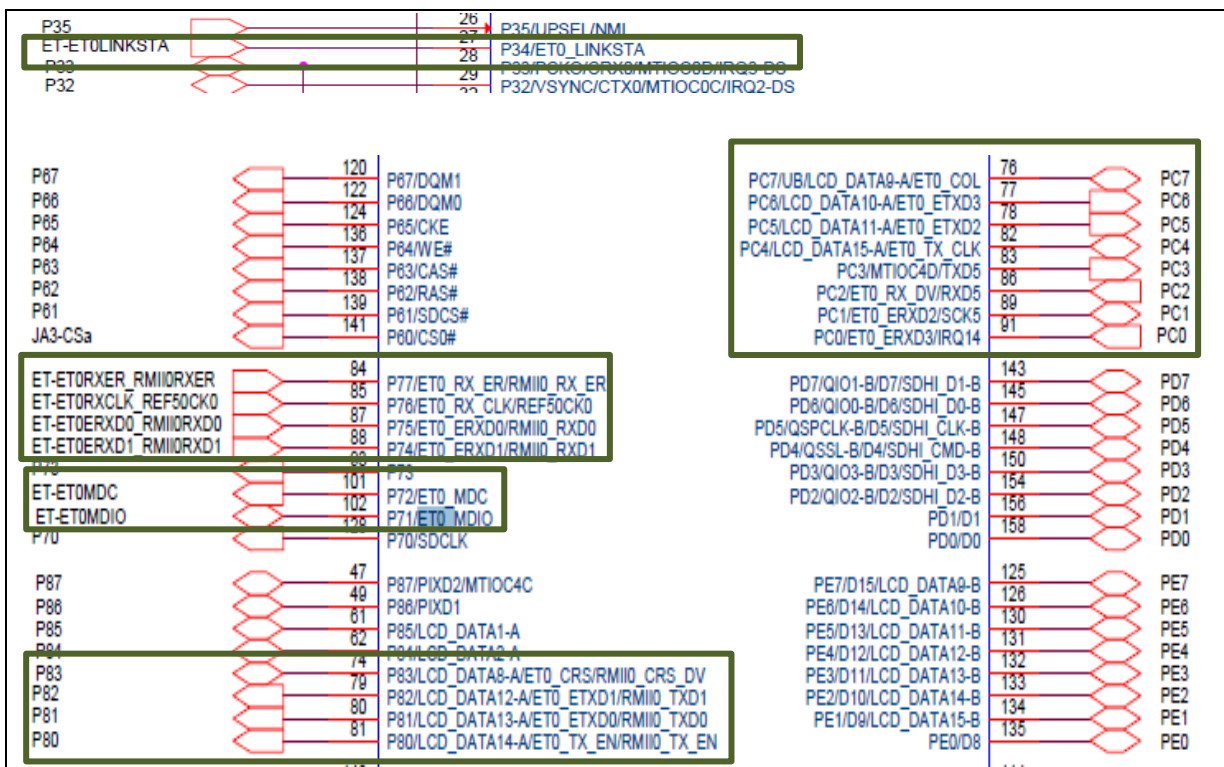 P35 26 P35/UPSEL/NMI
ET-ET0LINKSTA 27 P34/ET0_LINKSTA
P33 28 P33/PCKO/CRX0/MTIOC0D/IRQ3-DS
P32 29 P32/VSYNC/CTX0/MTIOC0C/IRQ2-DS
P67 120 P67/DQM1
P66 122 P66/DQM0
P65 124 P65/CKE
P64 136 P64/WE#
P63 137 P63/CAS#
P62 138 P62/RAS#
P61 139 P61/SDCS#
JA3-CSa 141 P60/CS0#
ET-ET0RXER_RMII0RXER 84 P77/ET0_RX_ER/RMII0_RX_ER
ET-ET0RXCLK_REF50CK0 85 P76/ET0_RX_CLK/REF50CK0
ET-ET0ERXD0_RMII0RXD0 87 P75/ET0_ERXD0/RMII0_RXD0
ET-ET0ERXD1_RMII0RXD1 88 P74/ET0_ERXD1/RMII0_RXD1
P73 P73
ET-ET0MDC 101 P72/ET0_MDC
ET-ET0MDIO 102 P71/ET0_MDIO
P70 128 P70/SDCLK
P87 47 P87/PIXD2/MTIOC4C
P86 49 P86/PIXD1
P85 61 P85/LCD_DATA1-A
P84 62 P84/LCD_DATA2-A
P83 74 P83/LCD_DATA8-A/ET0_CRS/RMII0_CRS_DV
P82 79 P82/LCD_DATA12-A/ET0_ETXD1/RMII0_TXD1
P81 80 P81/LCD_DATA13-A/ET0_ETXD0/RMII0_TXD0
P80 81 P80/LCD_DATA14-A/ET0_TX_EN/RMII0_TX_EN
PC7/UB/LCD_DATA9-A/ET0_COL 76 PC7
PC6/LCD_DATA10-A/ET0_ETXD3 77 PC6
PC5/LCD_DATA11-A/ET0_ETXD2 78 PC5
PC4/LCD_DATA15-A/ET0_TX_CLK 82 PC4
PC3/MTIOC4D/TXD5 83 PC3
PC2/ET0_RX_DV/RXD5 86 PC2
PC1/ET0_ERXD2/SCK5 89 PC1
PC0/ET0_ERXD3/IRQ14 91 PC0
PD7/QIO1-B/D7/SDHI_D1-B 143 PD7
PD6/QIO0-B/D6/SDHI_D0-B 145 PD6
PD5/QSPCLK-B/D5/SDHI_CLK-B 147 PD5
PD4/QSSL-B/D4/SDHI_CMD-B 148 PD4
PD3/QIO3-B/D3/SDHI_D3-B 150 PD3
PD2/QIO2-B/D2/SDHI_D2-B 154 PD2
PD1/D1 156 PD1
PD0/D0 158 PD0
PE7/D15/LCD_DATA9-B 125 PE7
PE6/D14/LCD_DATA10-B 126 PE6
PE5/D13/LCD_DATA11-B 130 PE5
PE4/D12/LCD_DATA12-B 131 PE4
PE3/D11/LCD_DATA13-B 132 PE3
PE2/D10/LCD_DATA14-B 133 PE2
PE1/D9/LCD_DATA15-B 134 PE1
PE0/D8 135 PE0